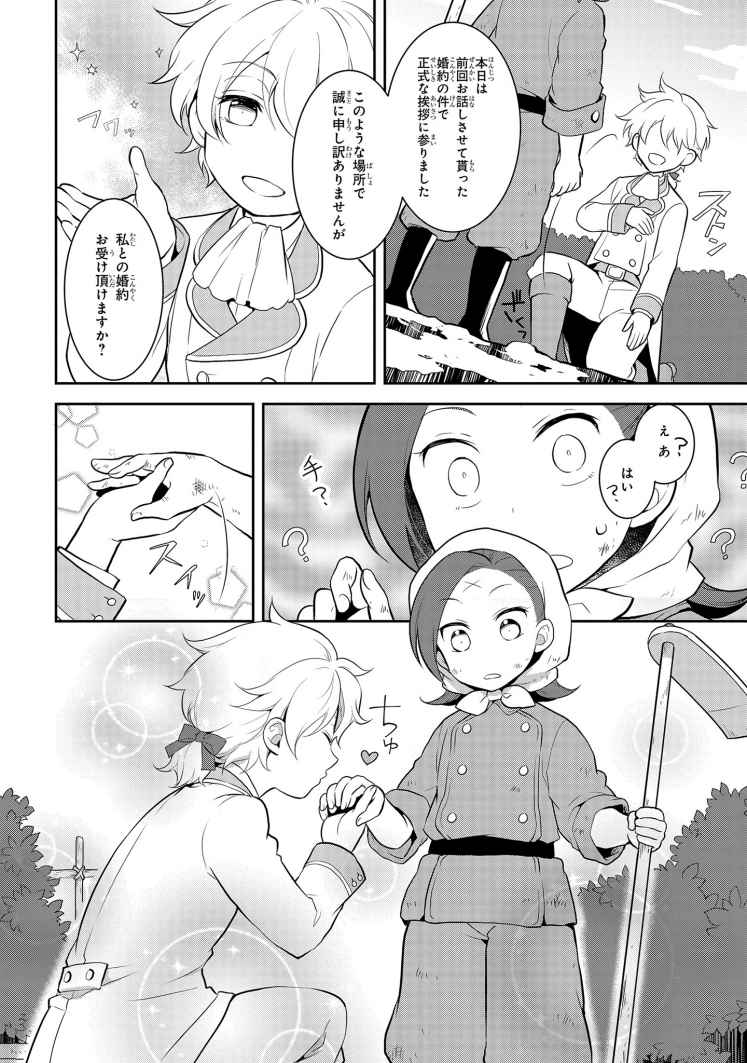 本日は
前回お話しさせて貰った
婚約の件で
正式な挨拶に参りました
ズトン
ぎくっ
このような場所で
誠に申し訳ありませんが
フワッ
私との婚約
お受け頂けますか?
え?
あ
はい?
手?
?
?
?
スイッ
ちゅ